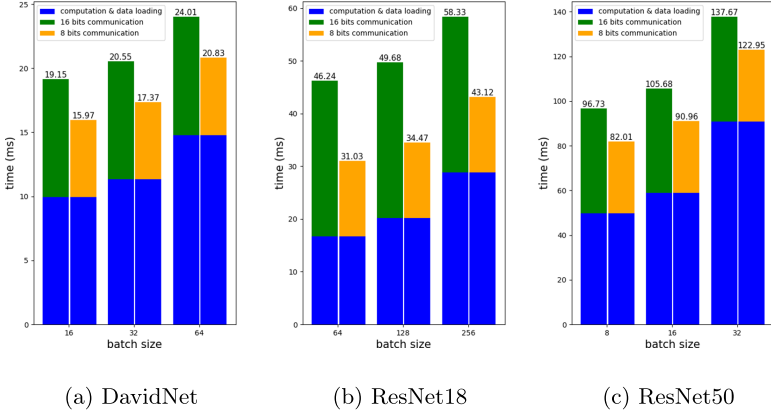 computation & data loading
16 bits communication
8 bits communication
25
20
15
10
5
0
time (ms)
19.15
15.97
20.55
17.37
24.01
20.83
16
32
64
batch size
(a) DavidNet
computation & data loading
16 bits communication
8 bits communication
60
50
40
30
20
10
0
time (ms)
46.24
31.03
49.68
34.47
58.33
43.12
64
128
256
batch size
(b) ResNet18
computation & data loading
16 bits communication
8 bits communication
140
120
100
80
60
40
20
0
time (ms)
96.73
82.01
105.68
90.96
137.67
122.95
8
16
32
batch size
(c) ResNet50